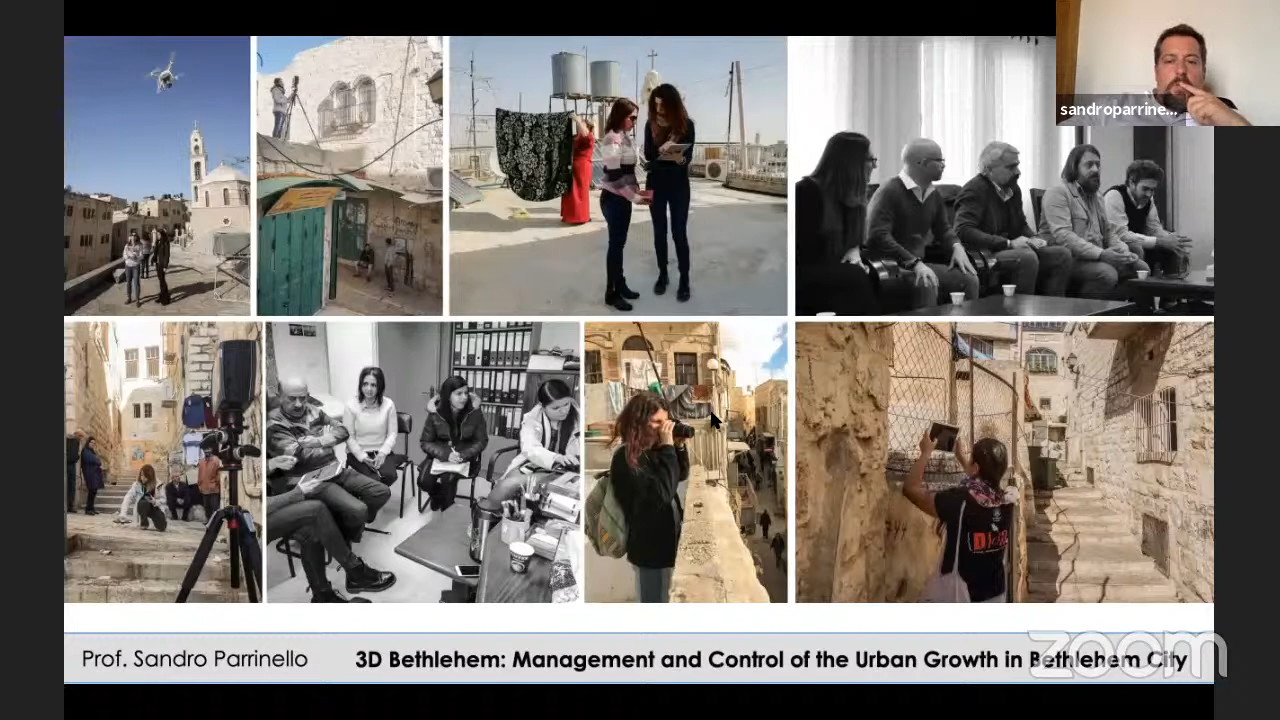 sandroparrine...
Prof. Sandro Parrinello
3D Bethlehem: Management and Control of the Urban Growth in Bethlehem City
zoom